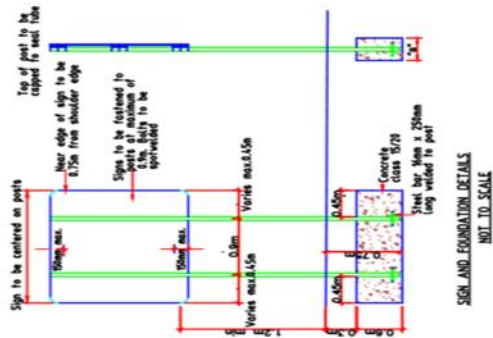 Sign to be centered on posts
Near edge of sign to be
0.75m from shoulder edge
Signs to be fastened to
posts at maximum of
0.9m. Bolts to be
spotwelded
Top of post to be
capped to seal tube
150mm max.
150mm max.
Varies max.0.45m
0.9m
Varies max.0.45m
0.45m
0.45m
Concrete
class 15/20
Steel bar 16mm x 250mm
long welded to post
"B"
SIGN AND FOUNDATION DETAILS
NOT TO SCALE